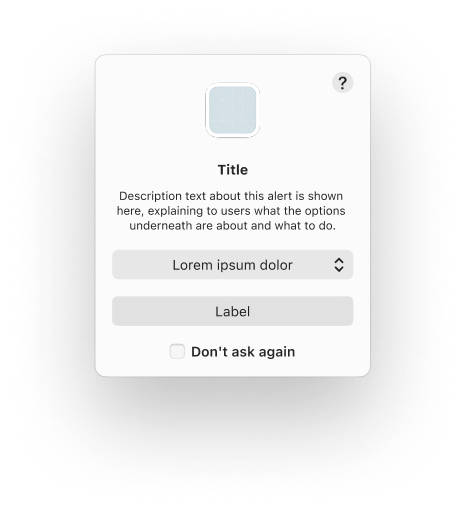 ?
Title
Description text about this alert is shown
here, explaining to users what the options
underneath are about and what to do.
Lorem ipsum dolor
Label
Don't ask again